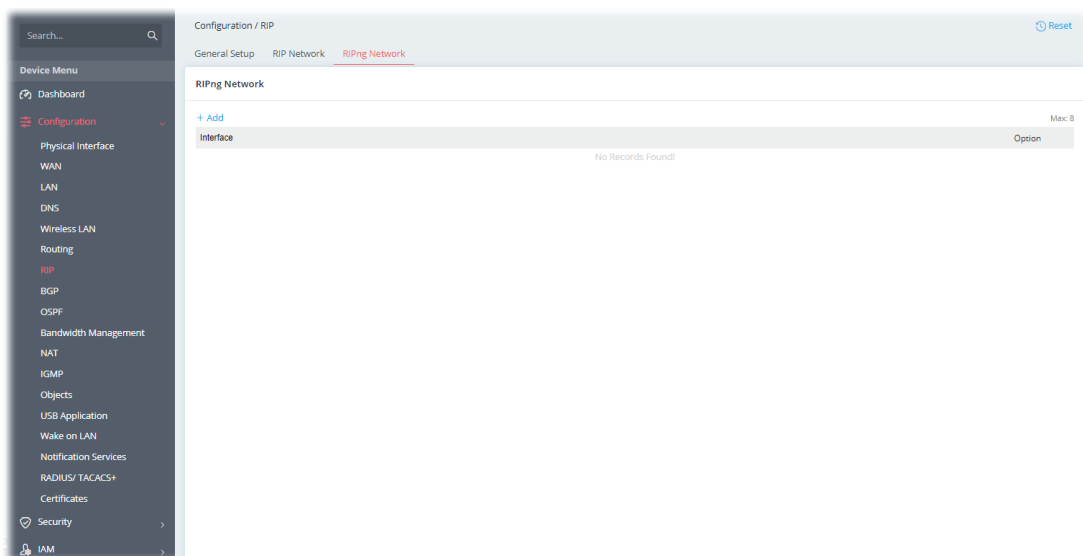 Search...
Device Menu
Dashboard
Configuration
Physical Interface
WAN
LAN
DNS
Wireless LAN
Routing
RIP
BGP
OSPF
Bandwidth Management
NAT
IGMP
Objects
USB Application
Wake on LAN
Notification Services
RADIUS/ TACACS+
Certificates
Security
IAM
Configuration / RIP
Reset
General Setup RIP Network RIPng Network
RIPng Network
+ Add
Max: 8
Interface Option
No Records Found!